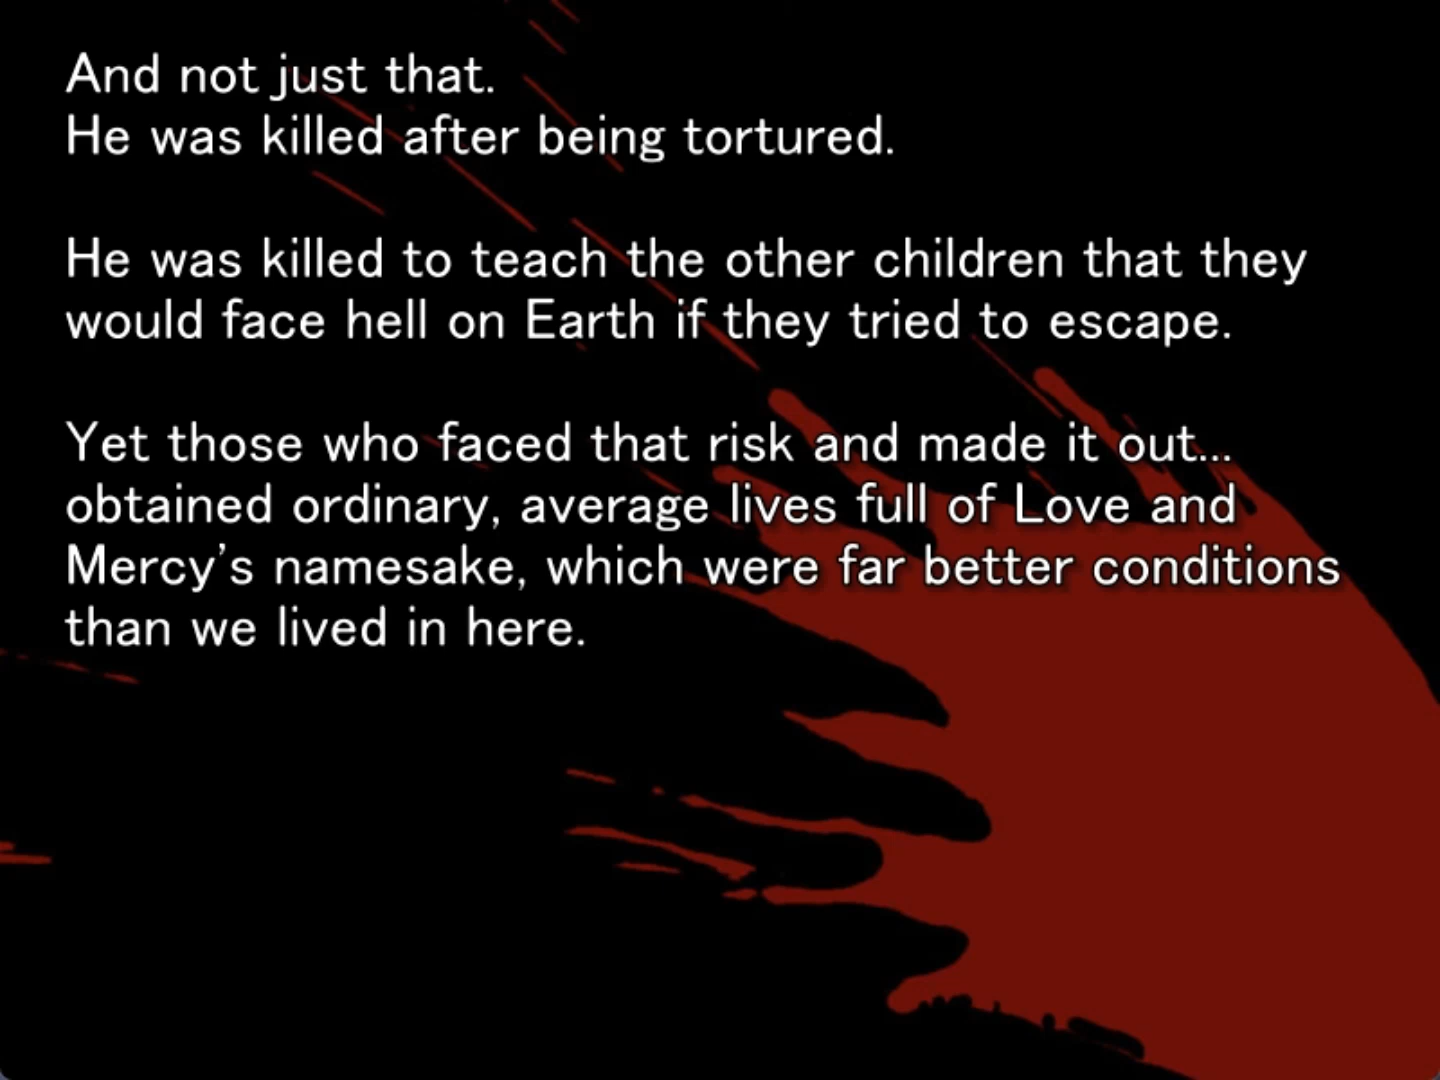 And not just that.
He was killed after being tortured.
He was killed to teach the other children that they
would face hell on Earth if they tried to escape.
Yet those who faced that risk and made it out...
obtained ordinary, average lives full of Love and
Mercy's namesake, which were far better conditions
than we lived in here.